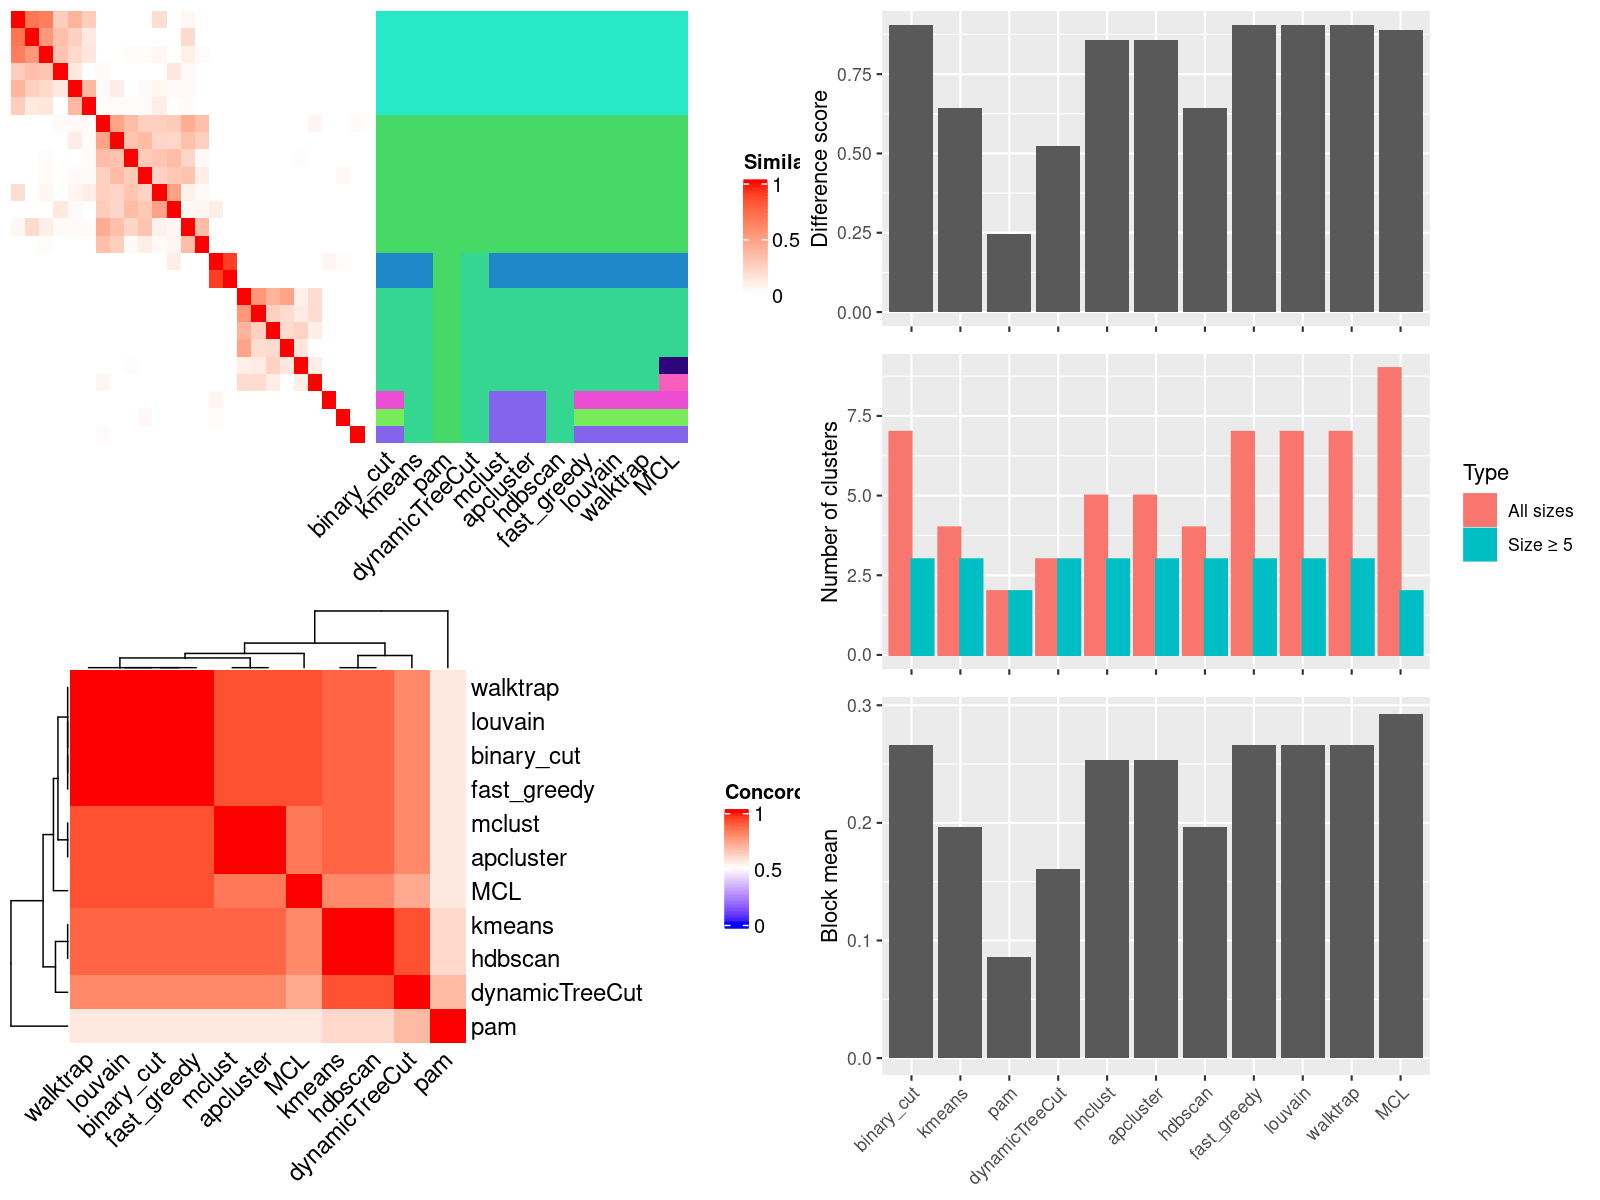 Simila
1
0.5
0
binary_cut
kmeans
pam
dynamicTreeCut
mclust
apcluster
hdbscan
fast_greedy
louvain
walktrap
MCL
walktrap
louvain
binary_cut
fast_greedy
mclust
apcluster
MCL
kmeans
hdbscan
dynamicTreeCut
pam
Concord
1
0.5
0
walktrap
louvain
binary_cut
fast_greedy
mclust
apcluster
MCL
kmeans
hdbscan
dynamicTreeCut
pam
Difference score
0.75
0.50
0.25
0.00
Number of clusters
7.5
5.0
2.5
0.0
Type
All sizes
Size ≥ 5
Block mean
0.3
0.2
0.1
0.0
binary_cut
kmeans
pam
dynamicTreeCut
mclust
apcluster
hdbscan
fast_greedy
louvain
walktrap
MCL